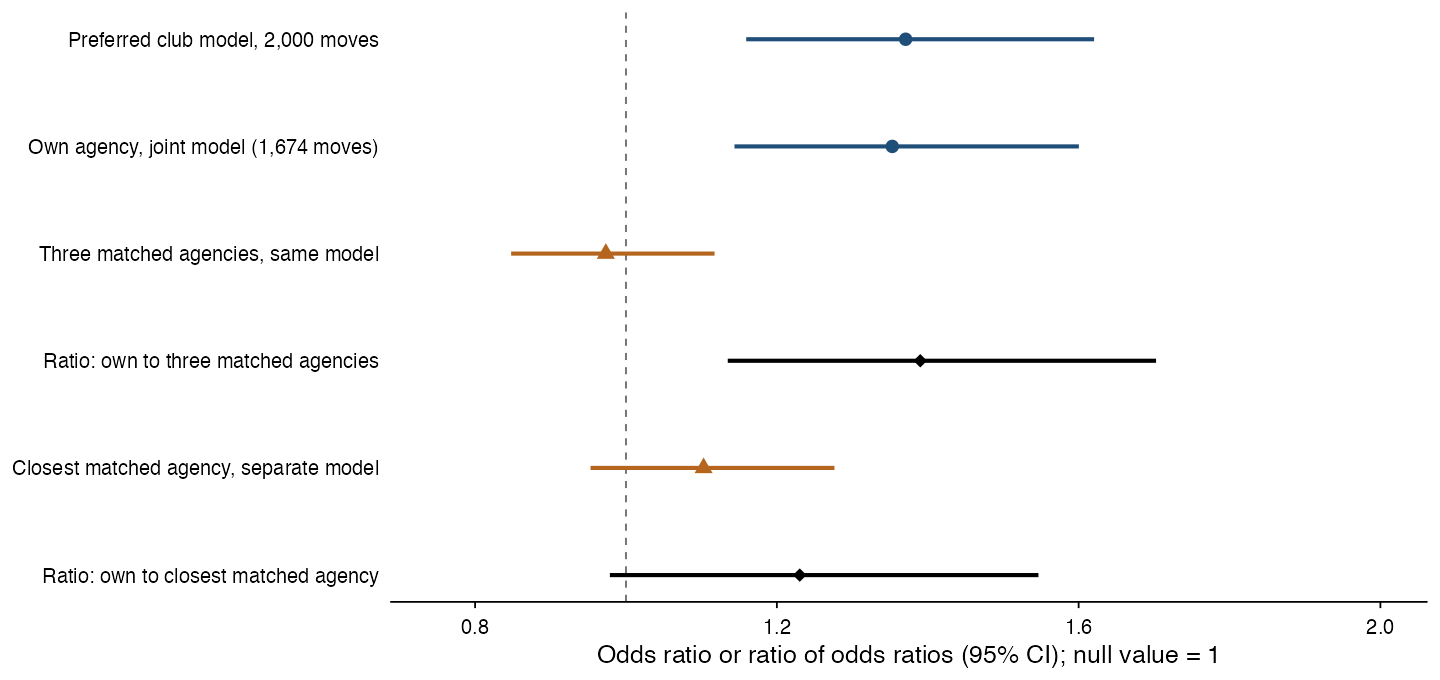 Preferred club model, 2,000 moves
Own agency, joint model (1,674 moves)
Three matched agencies, same model
Ratio: own to three matched agencies
Closest matched agency, separate model
Ratio: own to closest matched agency
0.8 1.2 1.6 2.0
Odds ratio or ratio of odds ratios (95% CI); null value = 1